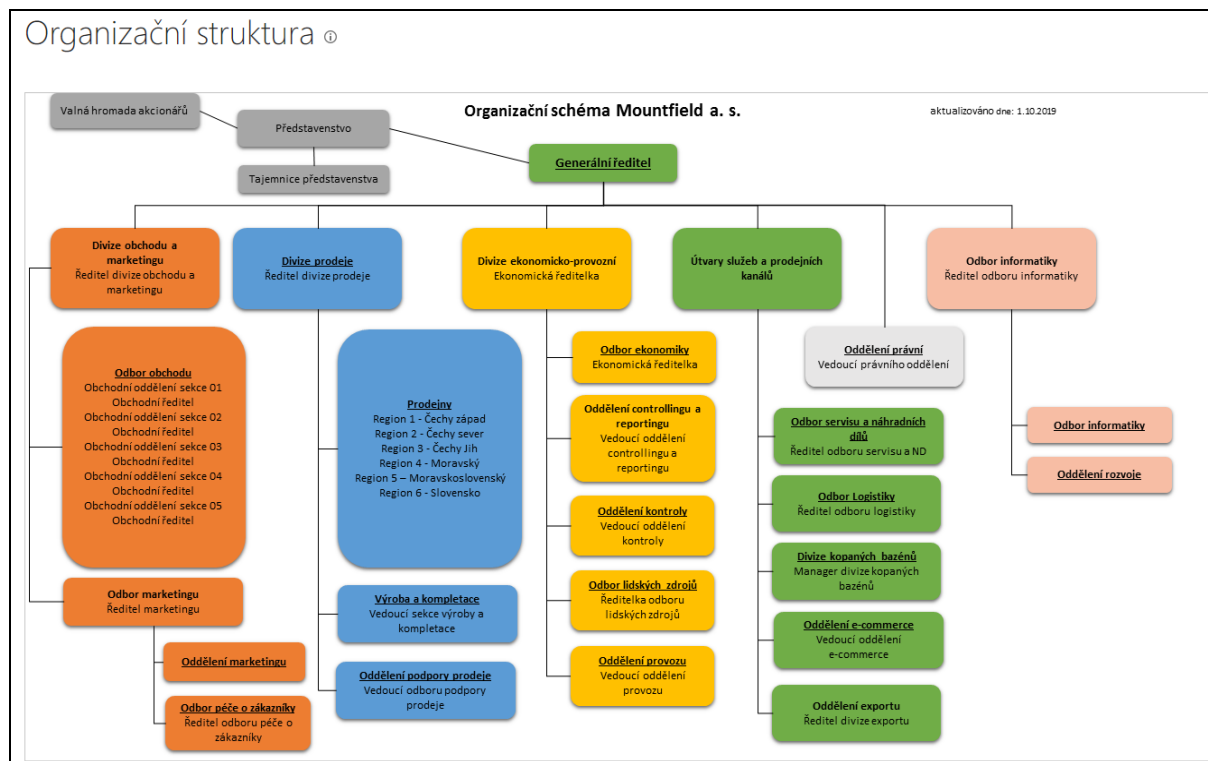 Organizační struktura
Organizační schéma Mountfield a. s.
aktualizováno dne: 1.10.2019
Valná hromada akcionářů
Představenstvo
Tajemnice představenstva
Generální ředitel
Divize obchodu a
marketingu
Ředitel divize obchodu a
marketingu
Divize prodeje
Ředitel divize prodeje
Divize ekonomicko-provozní
Ekonomická ředitelka
Útvary služeb a prodejních
kanálů
Odbor informatiky
Ředitel odboru informatiky
Odbor obchodu
Obchodní oddělení sekce 01
Obchodní ředitel
Obchodní oddělení sekce 02
Obchodní ředitel
Obchodní oddělení sekce 03
Obchodní ředitel
Obchodní oddělení sekce 04
Obchodní ředitel
Obchodní oddělení sekce 05
Obchodní ředitel
Odbor marketingu
Ředitel marketingu
Oddělení marketingu
Odbor péče o zákazníky
Ředitel odboru péče o
zákazníky
Prodejny
Region 1 - Čechy západ
Region 2 - Čechy sever
Region 3 - Čechy Jih
Region 4 - Moravský
Region 5 – Moravskoslovenský
Region 6 - Slovensko
Výroba a kompletace
Vedoucí sekce výroby a
kompletace
Oddělení podpory prodeje
Vedoucí odboru podpory
prodeje
Odbor ekonomiky
Ekonomická ředitelka
Oddělení controllingu a
reportingu
Vedoucí oddělení
controllingu a
reportingu
Oddělení kontroly
Vedoucí oddělení
kontroly
Odbor lidských zdrojů
Ředitelka odboru
lidských zdrojů
Oddělení provozu
Vedoucí oddělení
provozu
Oddělení právní
Vedoucí právního oddělení
Odbor servisu a náhradních
dílů
Ředitel odboru servisu a ND
Odbor Logistiky
Ředitel odboru logistiky
Divize kopaných bazénů
Manager divize kopaných
bazénů
Oddělení e-commerce
Vedoucí oddělení
e-commerce
Oddělení exportu
Ředitel divize exportu
Odbor informatiky
Oddělení rozvoje